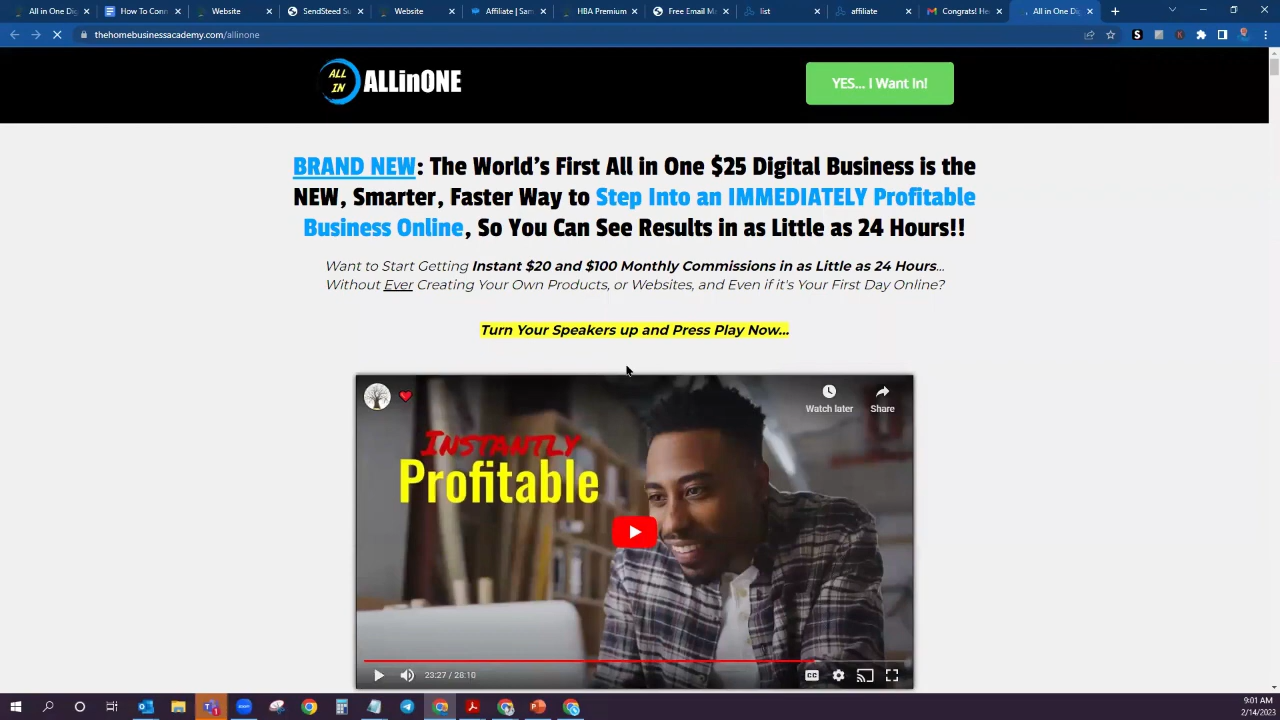 All in One Dig
How To Conn
Website
SendSteed Su
Website
Affiliate | Sam
HBA Premium
Free Email Ma
list
affiliate
Congrats! He
All in One Di
thehomebusinessacademy.com/allinone
ALL
IN
ALLinONE
YES... I Want In!
BRAND NEW: The World's First All in One $25 Digital Business is the
NEW, Smarter, Faster Way to Step Into an IMMEDIATELY Profitable
Business Online, So You Can See Results in as Little as 24 Hours!!
Want to Start Getting Instant $20 and $100 Monthly Commissions in as Little as 24 Hours...
Without Ever Creating Your Own Products, or Websites, and Even if it's Your First Day Online?
Turn Your Speakers up and Press Play Now...
Watch later
Share
INSTANTLY
Profitable
23:27 / 28:10
CC
9:01 AM
2/14/2023